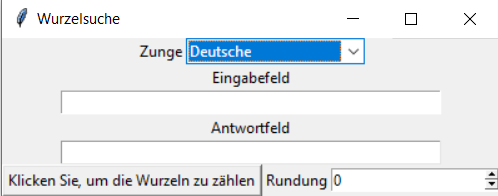 Wurzelsuche
Zunge Deutsche
Eingabefeld
Antwortfeld
Klicken Sie, um die Wurzeln zu zählen Rundung 0